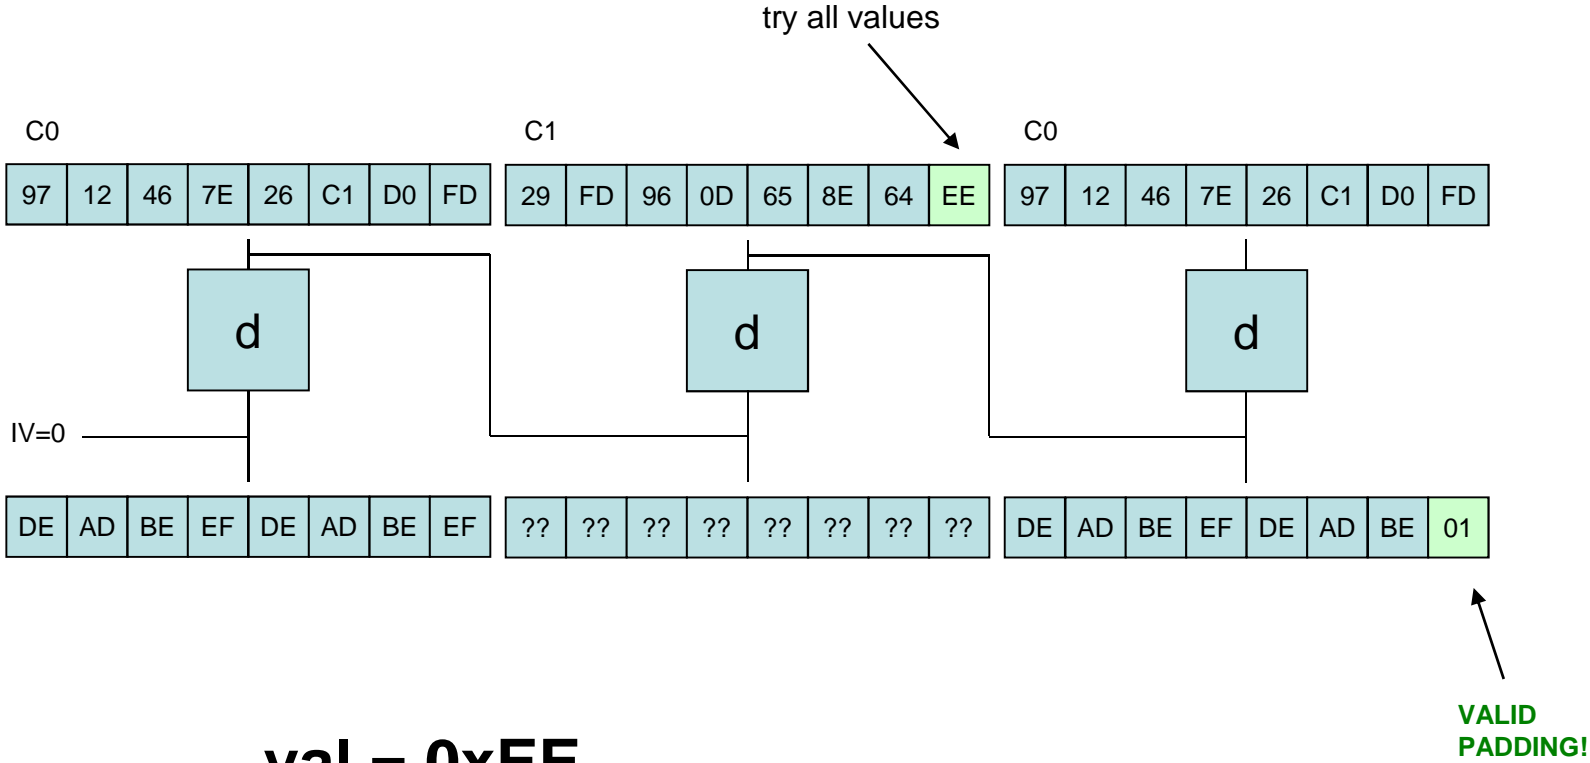 try all values
C0 C1 C0
97 12 46 7E 26 C1 D0 FD 29 FD 96 0D 65 8E 64 EE 97 12 46 7E 26 C1 D0 FD
d d d
IV=0
DE AD BE EF DE AD BE EF ?? ?? ?? ?? ?? ?? ?? ?? DE AD BE EF DE AD BE 01
VALID
PADDING!
val = 0xEE